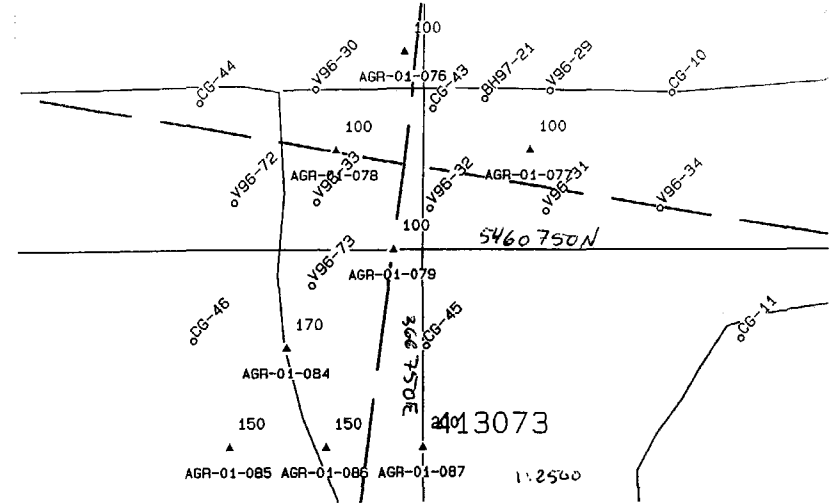 100
AGR-01-076
CG-44
V96-30
CG-43
BH97-21
V96-29
CG-10
100
AGR-01-078
100
AGR-01-077
V96-72
V96-33
V96-32
V96-31
V96-34
100
AGR-01-079
5460750N
V96-73
CG-46
170
AGR-01-084
366750E
CG-45
CG-11
413073
150
AGR-01-085
150
AGR-01-086
AGR-01-087
1:2500